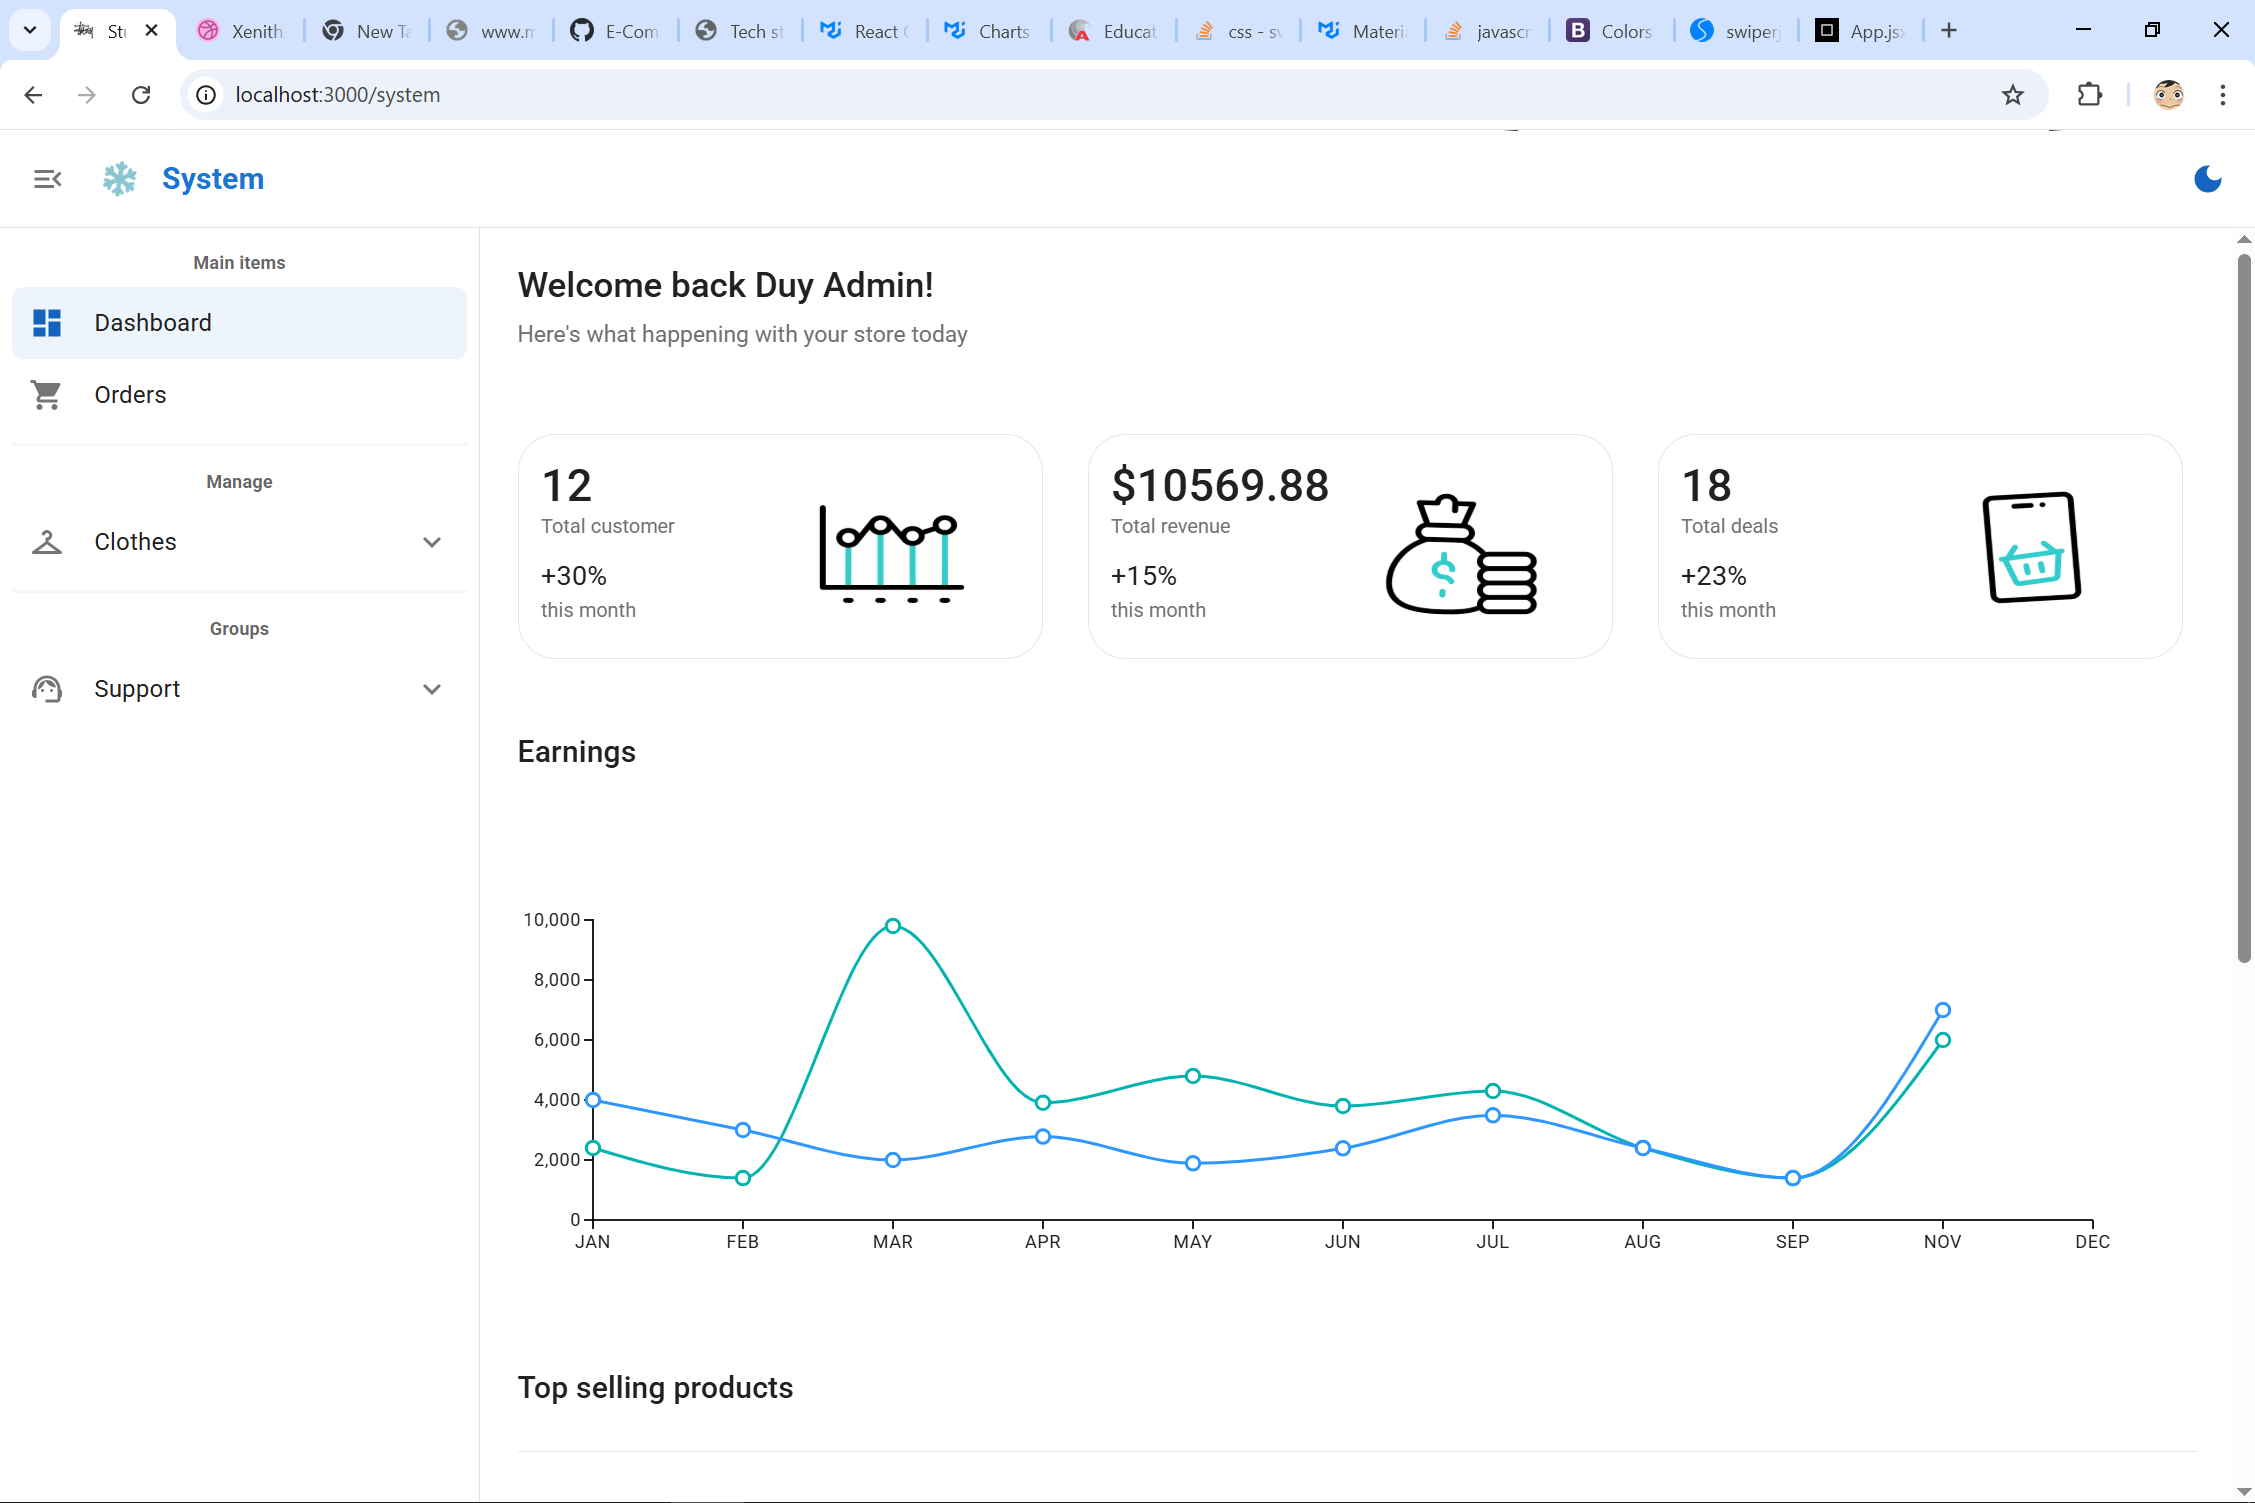 Xenith
New Ta
www.m
E-Com
Tech st
React
Charts
Educat
css - sv
Materi
javascr
Colors
swiperj
App.jsx
localhost:3000/system
System
Main items
Dashboard
Orders
Manage
Clothes
Groups
Support
Welcome back Duy Admin!
Here's what happening with your store today
12
Total customer
+30%
this month
$10569.88
Total revenue
+15%
this month
18
Total deals
+23%
this month
Earnings
10,000
8,000
6,000
4,000
2,000
0
JAN FEB MAR APR MAY JUN JUL AUG SEP NOV DEC
Top selling products